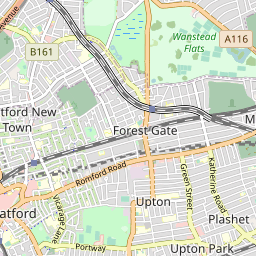 Avenue
B161
Wanstead
Flats
A116
tford New
Town
Forest Gate
M
Romford Road
Vicarage Lane
Green Street
Katherine Road
atford
Upton
Plashet
Portway
Upton Park